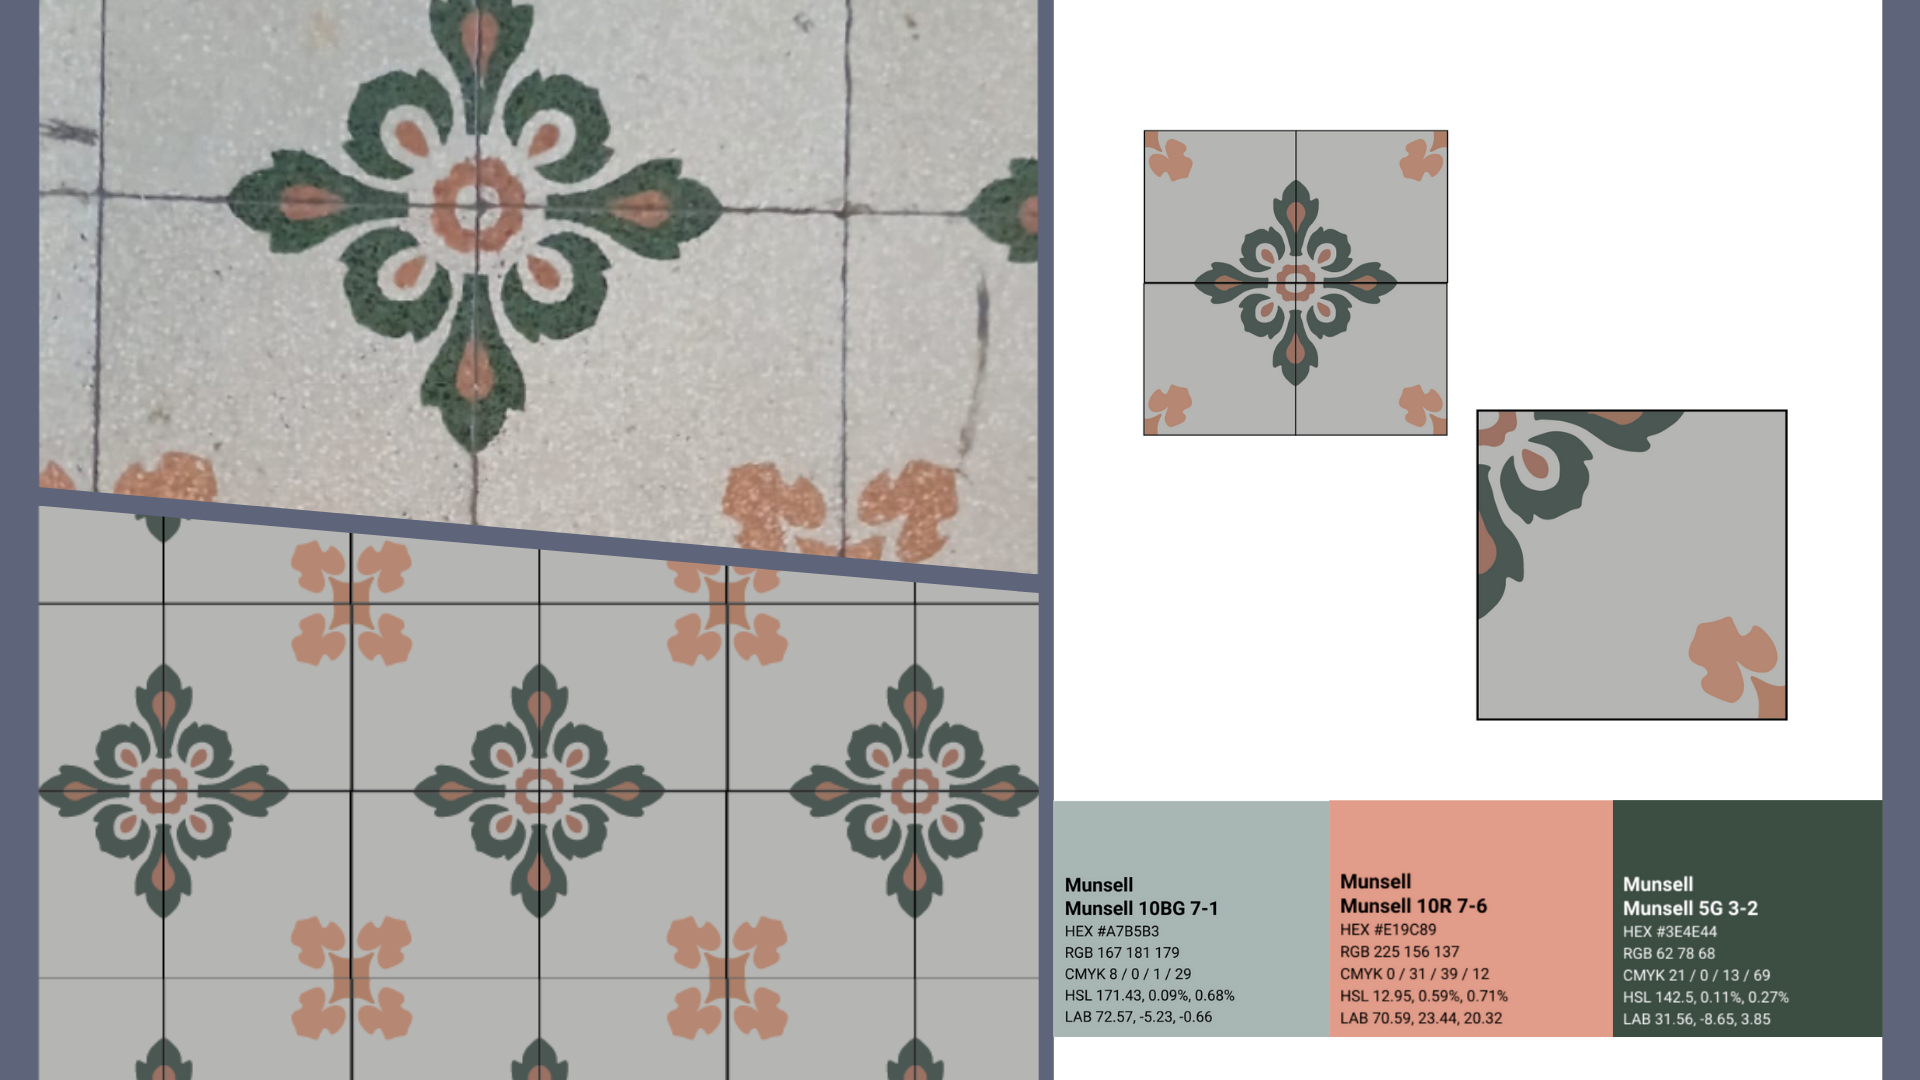 Munsell
Munsell 10BG 7-1
HEX #A7B5B3
RGB 167 181 179
CMYK 8 / 0 / 1 / 29
HSL 171.43, 0.09%, 0.68%
LAB 72.57, -5.23, -0.66
Munsell
Munsell 10R 7-6
HEX #E19C89
RGB 225 156 137
CMYK 0 / 31 / 39 / 12
HSL 12.95, 0.59%, 0.71%
LAB 70.59, 23.44, 20.32
Munsell
Munsell 5G 3-2
HEX #3E4E44
RGB 62 78 68
CMYK 21 / 0 / 13 / 69
HSL 142.5, 0.11%, 0.27%
LAB 31.56, -8.65, 3.85